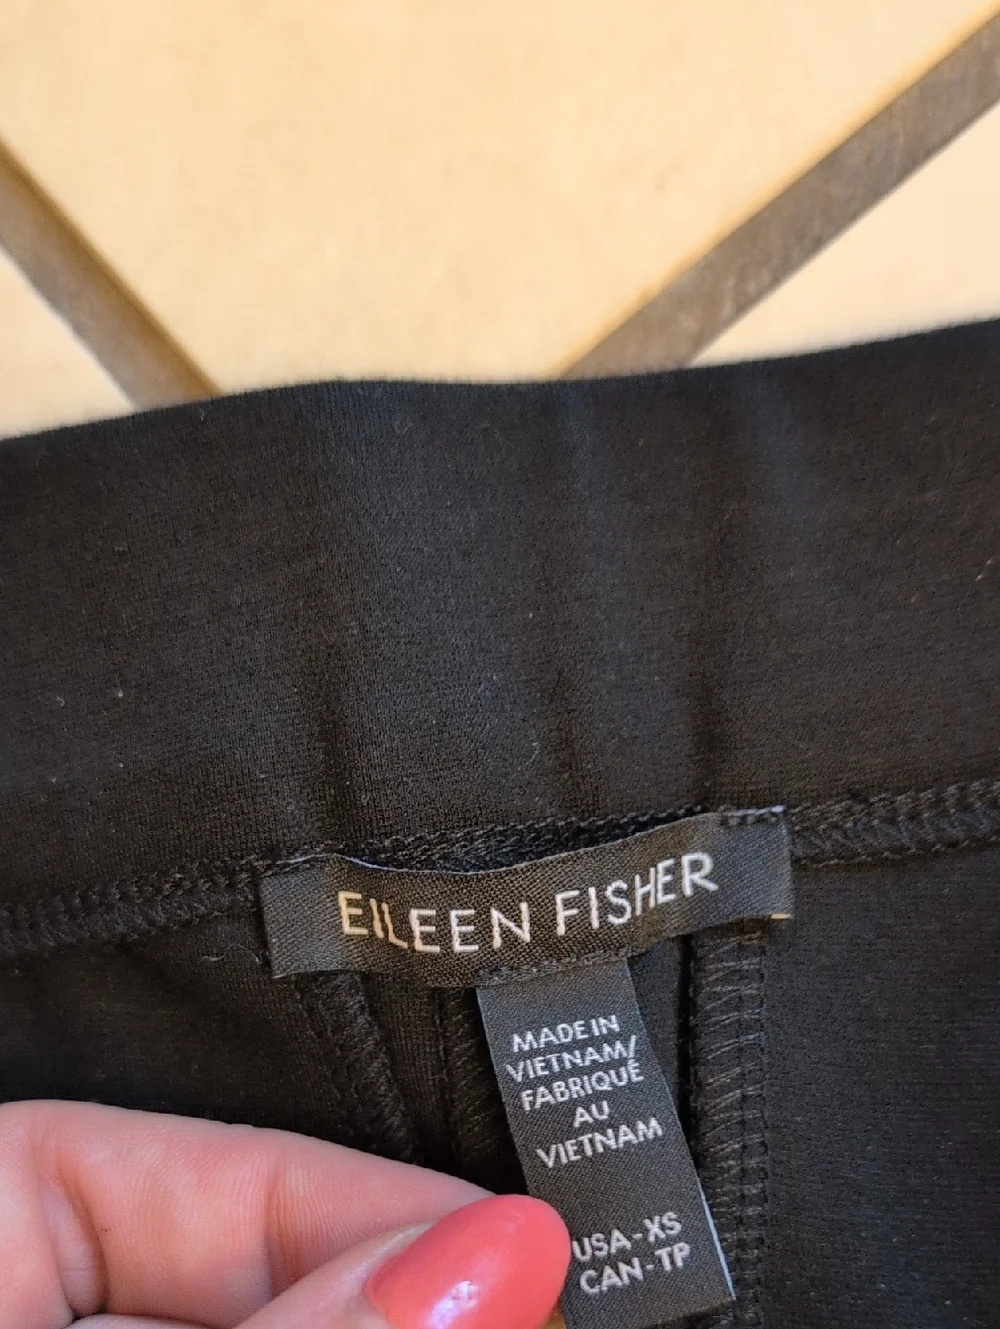 EILEEN FISHER
MADE IN
VIETNAM/
FABRIQUÉ
AU
VIETNAM
USA-XS
CAN-TP